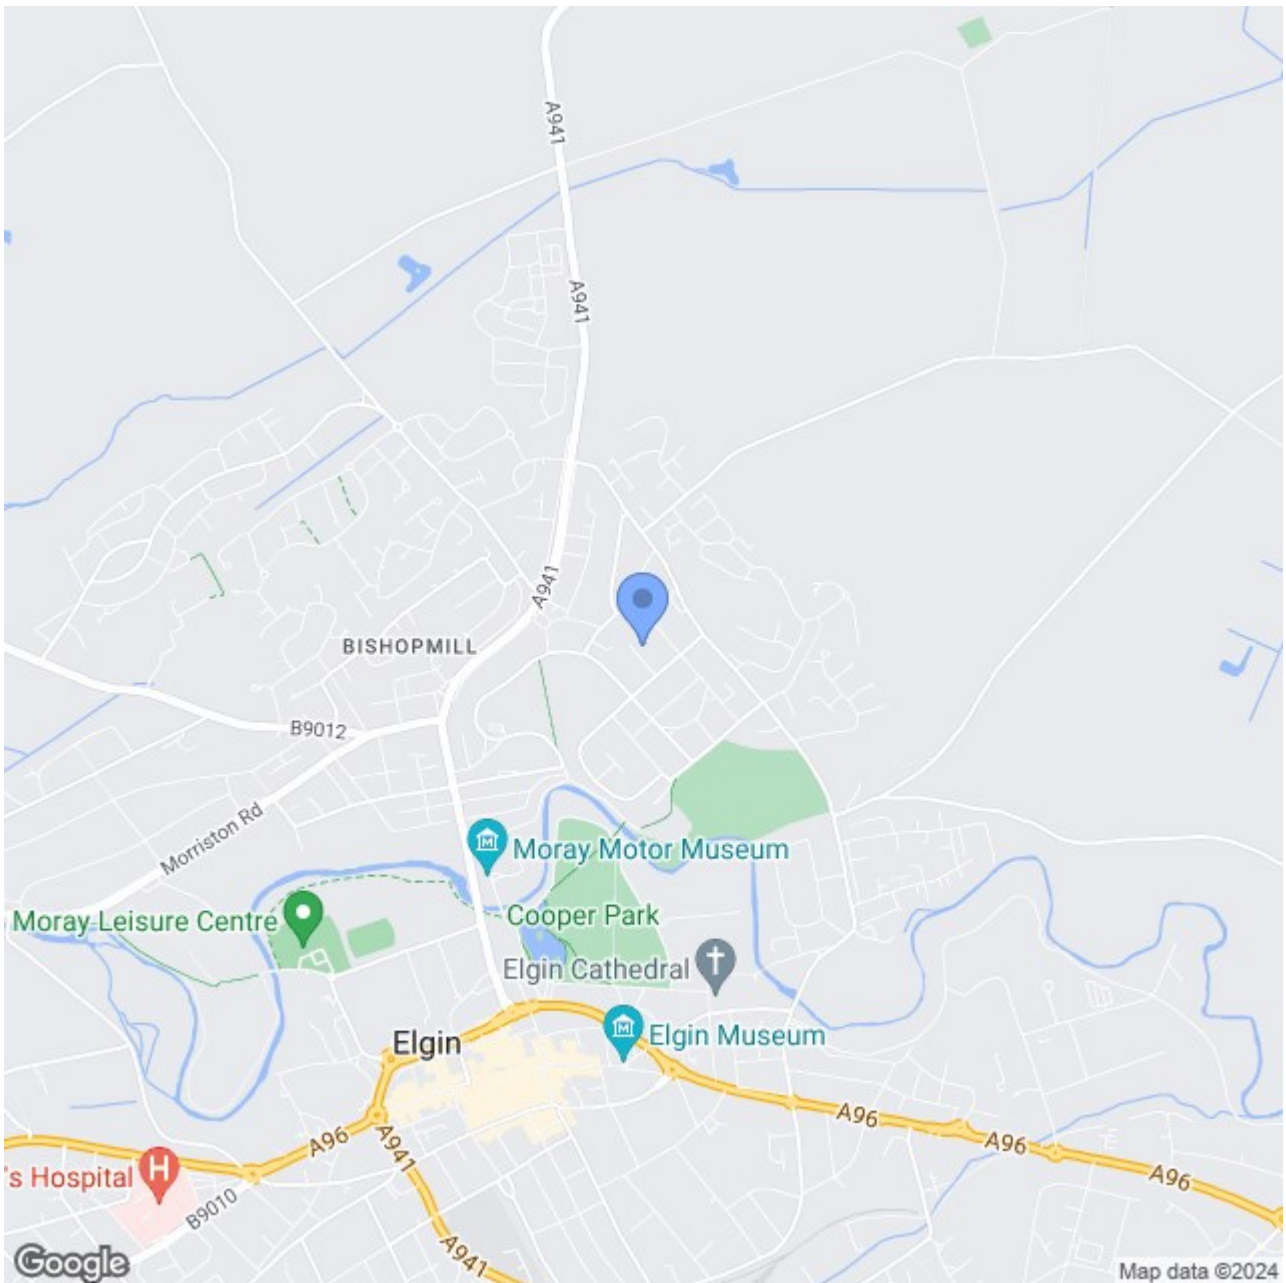 A941
A941
A941
BISHOPMILL
B9012
Morriston Rd
Moray Motor Museum
Moray Leisure Centre
Cooper Park
Elgin Cathedral
Elgin
Elgin Museum
A96
A96
A96
A96
A941
's Hospital
H
B9010
A941
Google
Map data ©2024